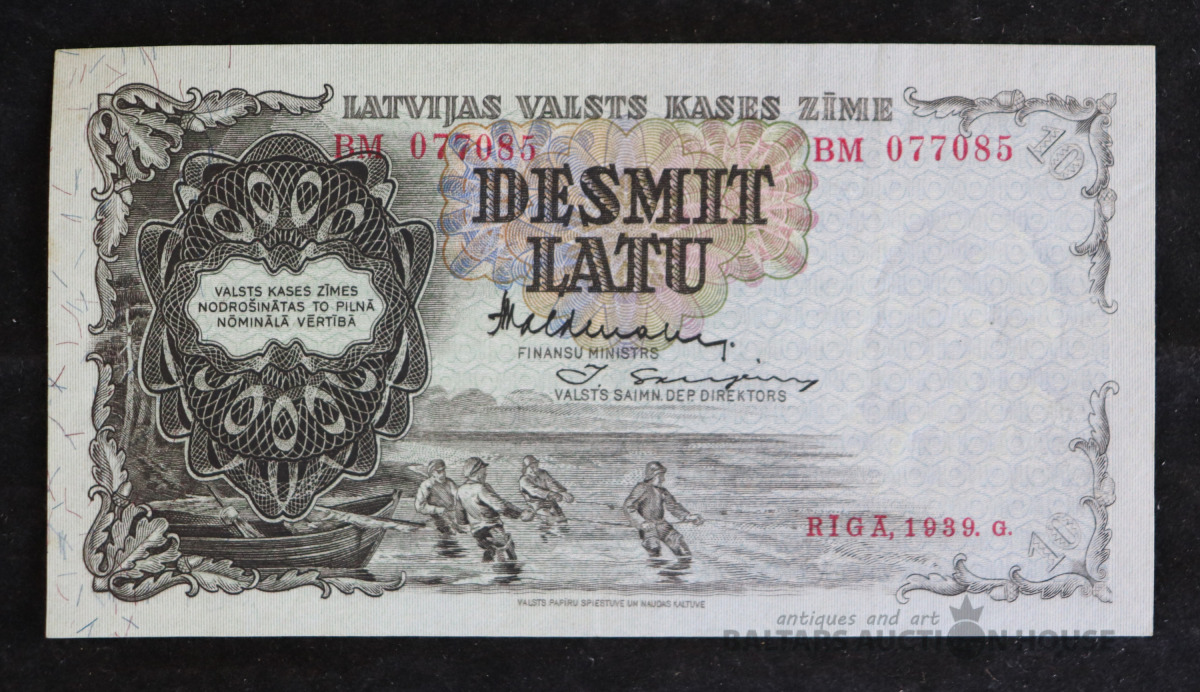 LATVIJAS VALSTS KASES ZĪME
BM 077085
BM 077085
10
DESMIT
LATU
VALSTS KASES ZĪMES
NODROŠINĀTAS TO PILNĀ
NŌMINĀLĀ VĒRTĪBĀ
FINANSU MINISTRS
VALSTS SAIMN. DEP. DIREKTORS
RĪGĀ, 1939. G.
10
VALSTS PAPĪRU SPIESTUVE UN NAUDAS KALTUVE
antiques and art
BALTARS AUCTION HOUSE